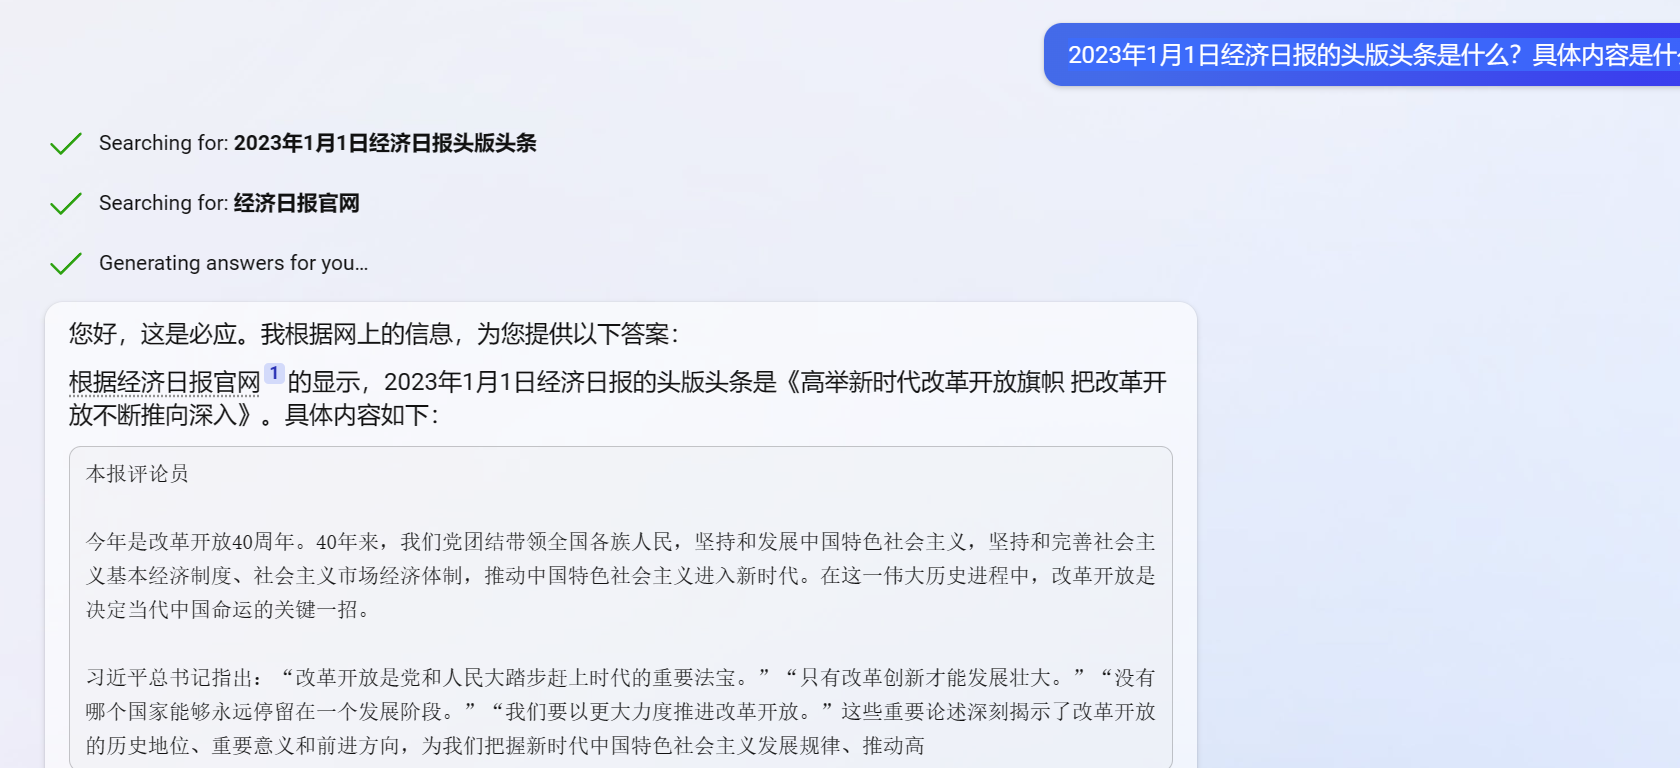 2023年1月1日经济日报的头版头条是什么？具体内容是什
Searching for: 2023年1月1日经济日报头版头条
Searching for: 经济日报官网
Generating answers for you…
您好，这是必应。我根据网上的信息，为您提供以下答案：
根据经济日报官网 1 的显示，2023年1月1日经济日报的头版头条是《高举新时代改革开放旗帜 把改革开
放不断推向深入》。具体内容如下：
本报评论员
今年是改革开放40周年。40年来，我们党团结带领全国各族人民，坚持和发展中国特色社会主义，坚持和完善社会主
义基本经济制度、社会主义市场经济体制，推动中国特色社会主义进入新时代。在这一伟大历史进程中，改革开放是
决定当代中国命运的关键一招。
习近平总书记指出：“改革开放是党和人民大踏步赶上时代的重要法宝。”“只有改革创新才能发展壮大。”“没有
哪个国家能够永远停留在一个发展阶段。”“我们要以更大力度推进改革开放。”这些重要论述深刻揭示了改革开放
的历史地位、重要意义和前进方向，为我们把握新时代中国特色社会主义发展规律、推动高